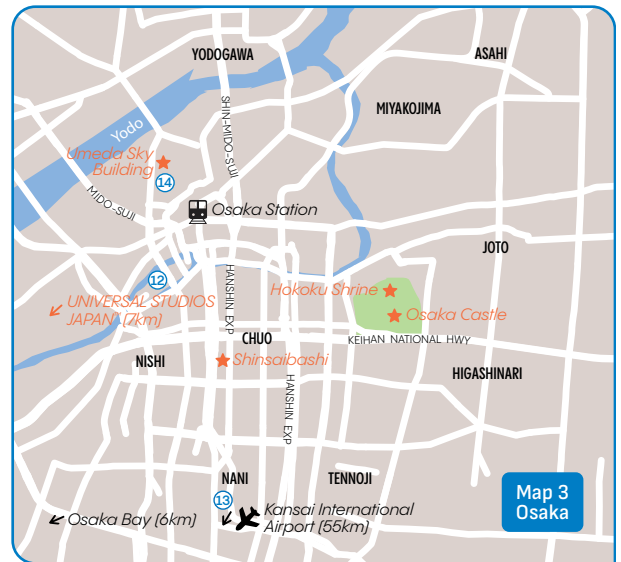 YODOGAWA
ASAHI
MIYAKOJIMA
SHIN-MIDO-SUJI
Yodo
Umeda Sky
Building
14
MIDO-SUJI
Osaka Station
JOTO
12
HANSHIN EXP
Hokoku Shrine
UNIVERSAL STUDIOS
JAPAN™ (7km)
Osaka Castle
CHUO
KEIHAN NATIONAL HWY
NISHI
Shinsaibashi
HIGASHINARI
HANSHIN EXP
NANI
TENNOJI
13
Kansai International
Airport (55km)
Osaka Bay (6km)
Map 3
Osaka